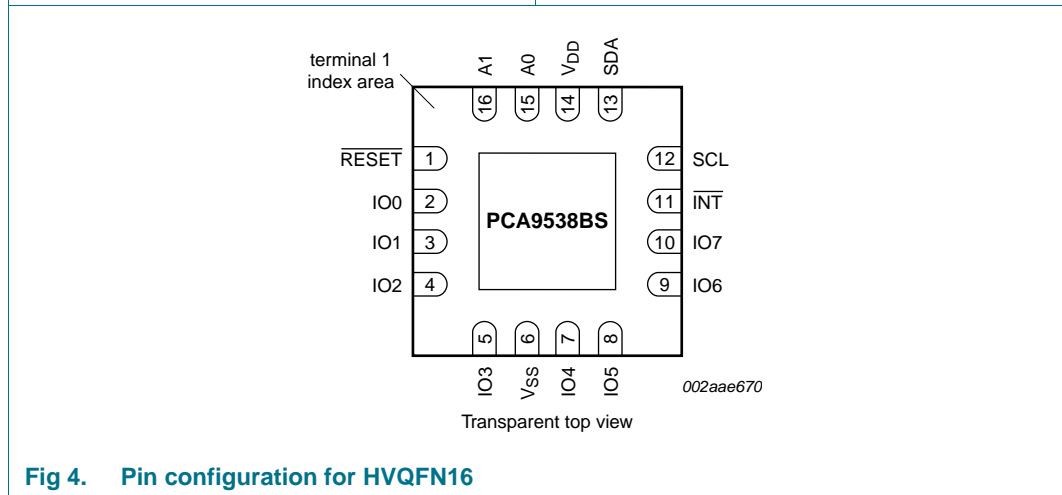 terminal 1
index area
A1
A0
VDD
SDA
16
15
14
13
RESET 1
12 SCL
IO0 2
11 INT
IO1 3
PCA9538BS
10 IO7
IO2 4
9 IO6
5
6
7
8
IO3
VSS
IO4
IO5
002aae670
Transparent top view
Fig 4. Pin configuration for HVQFN16